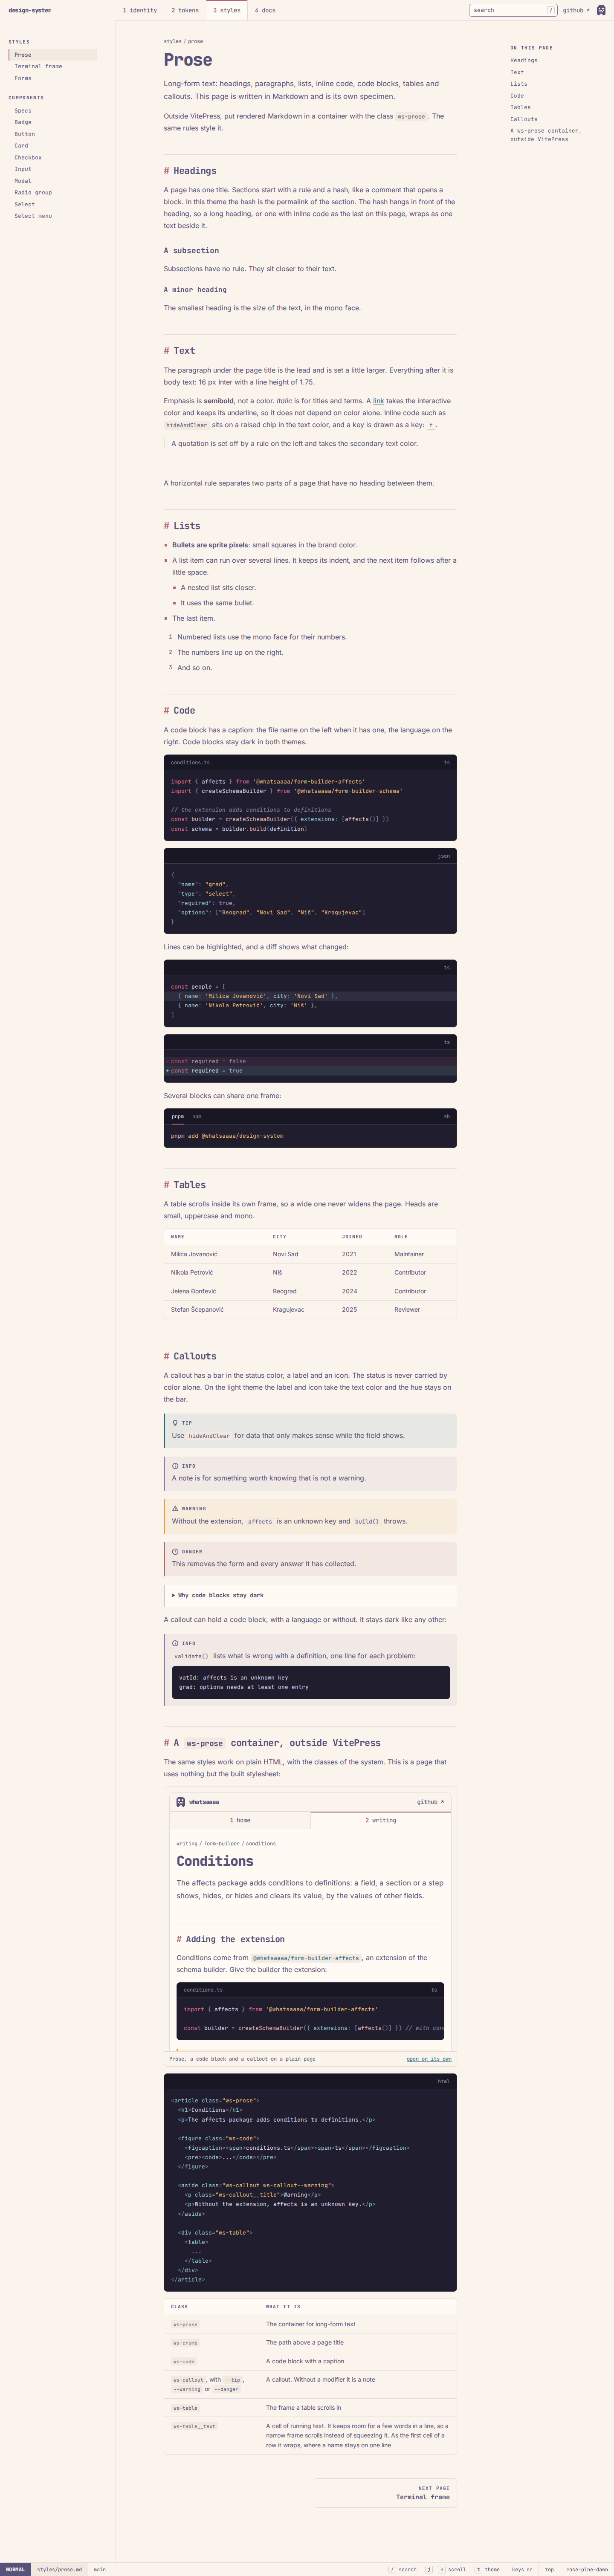 design-system
1 identity
2 tokens
3 styles
4 docs
search /
github ↗
STYLES
Prose
Terminal frame
Forms
COMPONENTS
Specs
Badge
Button
Card
Checkbox
Input
Modal
Radio group
Select
Select menu
styles / prose
Prose
Long-form text: headings, paragraphs, lists, inline code, code blocks, tables and
callouts. This page is written in Markdown and is its own specimen.
Outside VitePress, put rendered Markdown in a container with the class ws-prose. The
same rules style it.
# Headings
A page has one title. Sections start with a rule and a hash, like a comment that opens a
block. In this theme the hash is the permalink of the section. The hash hangs in front of the
heading, so a long heading, or one with inline code as the last on this page, wraps as one
text beside it.
A subsection
Subsections have no rule. They sit closer to their text.
A minor heading
The smallest heading is the size of the text, in the mono face.
# Text
The paragraph under the page title is the lead and is set a little larger. Everything after it is
body text: 16 px Inter with a line height of 1.75.
Emphasis is semibold, not a color. Italic is for titles and terms. A link takes the interactive
color and keeps its underline, so it does not depend on color alone. Inline code such as
hideAndClear sits on a raised chip in the text color, and a key is drawn as a key: t.
A quotation is set off by a rule on the left and takes the secondary text color.
A horizontal rule separates two parts of a page that have no heading between them.
# Lists
Bullets are sprite pixels: small squares in the brand color.
A list item can run over several lines. It keeps its indent, and the next item follows after a
little space.
A nested list sits closer.
It uses the same bullet.
The last item.
1 Numbered lists use the mono face for their numbers.
2 The numbers line up on the right.
3 And so on.
# Code
A code block has a caption: the file name on the left when it has one, the language on the
right. Code blocks stay dark in both themes.
conditions.ts ts
import { affects } from '@whatsaaaa/form-builder-affects'
import { createSchemaBuilder } from '@whatsaaaa/form-builder-schema'
// the extension adds conditions to definitions
const builder = createSchemaBuilder({ extensions: [affects()] })
const schema = builder.build(definition)
json
{
"name": "grad",
"type": "select",
"required": true,
"options": ["Beograd", "Novi Sad", "Niš", "Kragujevac"]
}
Lines can be highlighted, and a diff shows what changed:
ts
const people = [
{ name: 'Milica Jovanović', city: 'Novi Sad' },
{ name: 'Nikola Petrović', city: 'Niš' },
]
ts
-const required = false
+const required = true
Several blocks can share one frame:
pnpm npm sh
pnpm add @whatsaaaa/design-system
# Tables
A table scrolls inside its own frame, so a wide one never widens the page. Heads are
small, uppercase and mono.
NAME CITY JOINED ROLE
Milica Jovanović Novi Sad 2021 Maintainer
Nikola Petrović Niš 2022 Contributor
Jelena Đorđević Beograd 2024 Contributor
Stefan Šćepanović Kragujevac 2025 Reviewer
# Callouts
A callout has a bar in the status color, a label and an icon. The status is never carried by
color alone. On the light theme the label and icon take the text color and the hue stays on
the bar.
TIP
Use hideAndClear for data that only makes sense while the field shows.
INFO
A note is for something worth knowing that is not a warning.
WARNING
Without the extension, affects is an unknown key and build() throws.
DANGER
This removes the form and every answer it has collected.
▶ Why code blocks stay dark
A callout can hold a code block, with a language or without. It stays dark like any other:
INFO
validate() lists what is wrong with a definition, one line for each problem:
vatId: affects is an unknown key
grad: options needs at least one entry
# A ws-prose container, outside VitePress
The same styles work on plain HTML, with the classes of the system. This is a page that
uses nothing but the built stylesheet:
whatsaaaa github ↗
1 home 2 writing
writing / form-builder / conditions
Conditions
The affects package adds conditions to definitions: a field, a section or a step
shows, hides, or hides and clears its value, by the values of other fields.
# Adding the extension
Conditions come from @whatsaaaa/form-builder-affects, an extension of the
schema builder. Give the builder the extension:
conditions.ts ts
import { affects } from '@whatsaaaa/form-builder-affects'
const builder = createSchemaBuilder({ extensions: [affects()] }) // with con
Prose, a code block and a callout on a plain page open on its own
html
<article class="ws-prose">
<h1>Conditions</h1>
<p>The affects package adds conditions to definitions.</p>
<figure class="ws-code">
<figcaption><span>conditions.ts</span><span>ts</span></figcaption>
<pre><code>...</code></pre>
</figure>
<aside class="ws-callout ws-callout--warning">
<p class="ws-callout__title">Warning</p>
<p>Without the extension, affects is an unknown key.</p>
</aside>
<div class="ws-table">
<table>
...
</table>
</div>
</article>
CLASS WHAT IT IS
ws-prose The container for long-form text
ws-crumb The path above a page title
ws-code A code block with a caption
ws-callout, with --tip, A callout. Without a modifier it is a note
--warning or --danger
ws-table The frame a table scrolls in
ws-table__text A cell of running text. It keeps room for a few words in a line, so a
narrow frame scrolls instead of squeezing it. As the first cell of a
row it wraps, where a name stays on one line
NEXT PAGE
Terminal frame
ON THIS PAGE
Headings
Text
Lists
Code
Tables
Callouts
A ws-prose container,
outside VitePress
NORMAL styles/prose.md main / search j k scroll t theme keys on top rose-pine-dawn